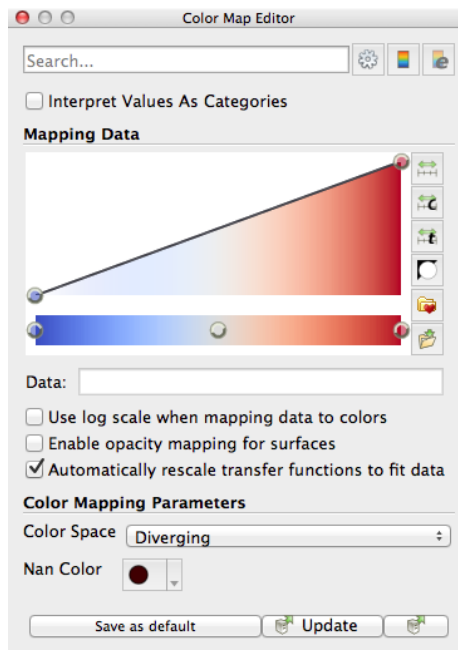 Color Map Editor
Search...
Interpret Values As Categories
Mapping Data
c
t
Data:
Use log scale when mapping data to colors
Enable opacity mapping for surfaces
Automatically rescale transfer functions to fit data
Color Mapping Parameters
Color Space Diverging
Nan Color
Save as default Update